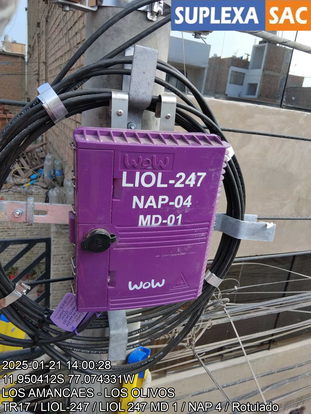 SUPLEXA SAC
WOW
LIOL-247
NAP-04
MD-01
WOW
2025-01-21 14:00:28
11.950412S 77.074331W
LOS AMANCAES - LOS OLIVOS
TR17 / LIOL-247 / LIOL 247 MD 1 / NAP 4 / Rotulado